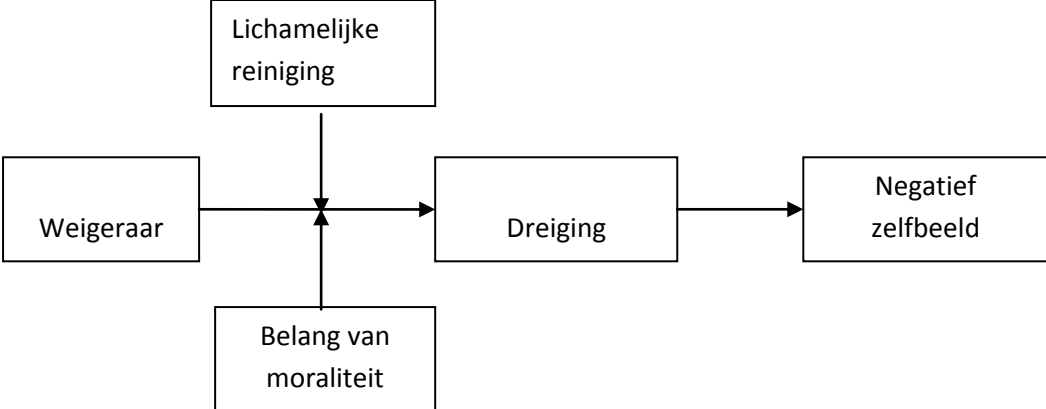 Lichamelijke
reiniging
Weigeraar
Dreiging
Negatief
zelfbeeld
Belang van
moraliteit